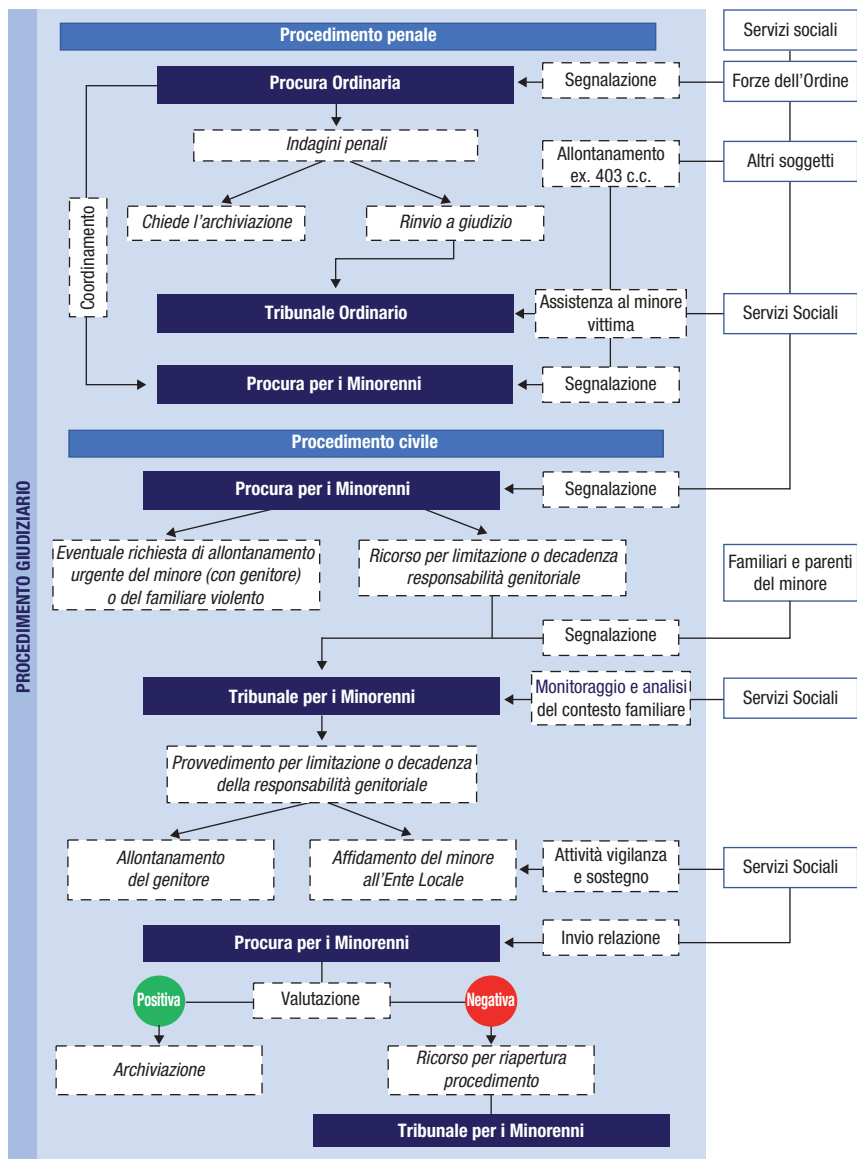 PROCEDIMENTO GIUDIZIARIO
Procedimento penale
Servizi sociali
Procura Ordinaria
Segnalazione
Forze dell'Ordine
Indagini penali
Allontanamento
ex. 403 c.c.
Altri soggetti
Coordinamento
Chiede l'archiviazione
Rinvio a giudizio
Tribunale Ordinario
Assistenza al minore
vittima
Servizi Sociali
Procura per i Minorenni
Segnalazione
Procedimento civile
Procura per i Minorenni
Segnalazione
Eventuale richiesta di allontanamento
urgente del minore (con genitore)
o del familiare violento
Ricorso per limitazione o decadenza
responsabilità genitoriale
Familiari e parenti
del minore
Segnalazione
Tribunale per i Minorenni
Monitoraggio e analisi
del contesto familiare
Servizi Sociali
Provvedimento per limitazione o decadenza
della responsabilità genitoriale
Allontanamento
del genitore
Affidamento del minore
all'Ente Locale
Attività vigilanza
e sostegno
Servizi Sociali
Procura per i Minorenni
Invio relazione
Positiva
Valutazione
Negativa
Archiviazione
Ricorso per riapertura
procedimento
Tribunale per i Minorenni